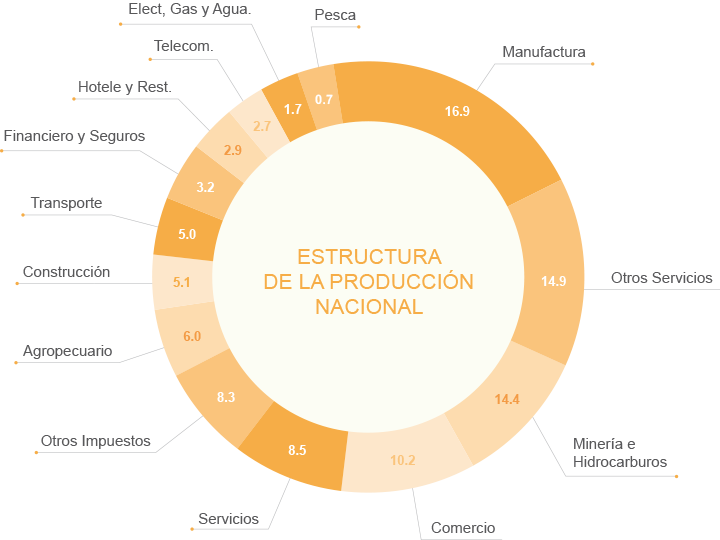 Elect, Gas y Agua.
Pesca
Telecom.
Manufactura
Hotele y Rest.
Financiero y Seguros
Transporte
Construcción
Otros Servicios
Agropecuario
Otros Impuestos
Minería e
Hidrocarburos
Servicios
Comercio
1.7
0.7
16.9
2.7
2.9
3.2
5.0
5.1
14.9
6.0
8.3
14.4
8.5
10.2
ESTRUCTURA
DE LA PRODUCCIÓN
NACIONAL